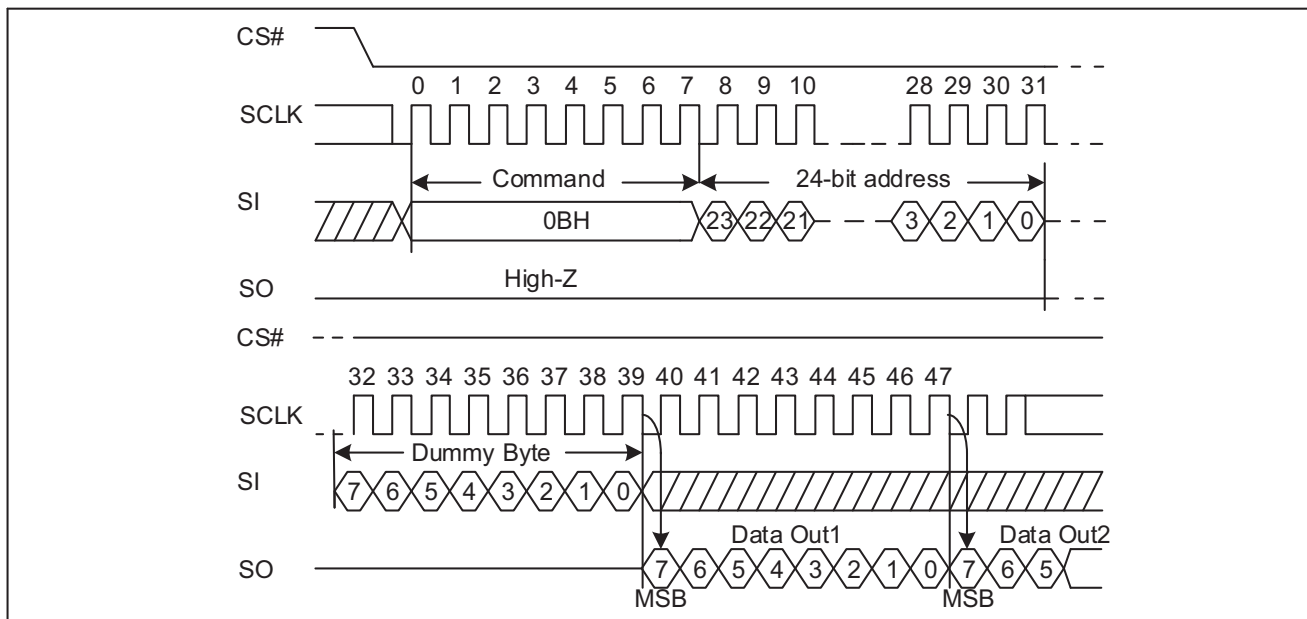 CS#
0 1 2 3 4 5 6 7 8 9 10 28 29 30 31
SCLK
Command 24-bit address
SI
0BH 23 22 21 3 2 1 0
High-Z
SO
CS#
32 33 34 35 36 37 38 39 40 41 42 43 44 45 46 47
SCLK
Dummy Byte
SI
7 6 5 4 3 2 1 0
Data Out1 Data Out2
SO
7 6 5 4 3 2 1 0 7 6 5
MSB MSB